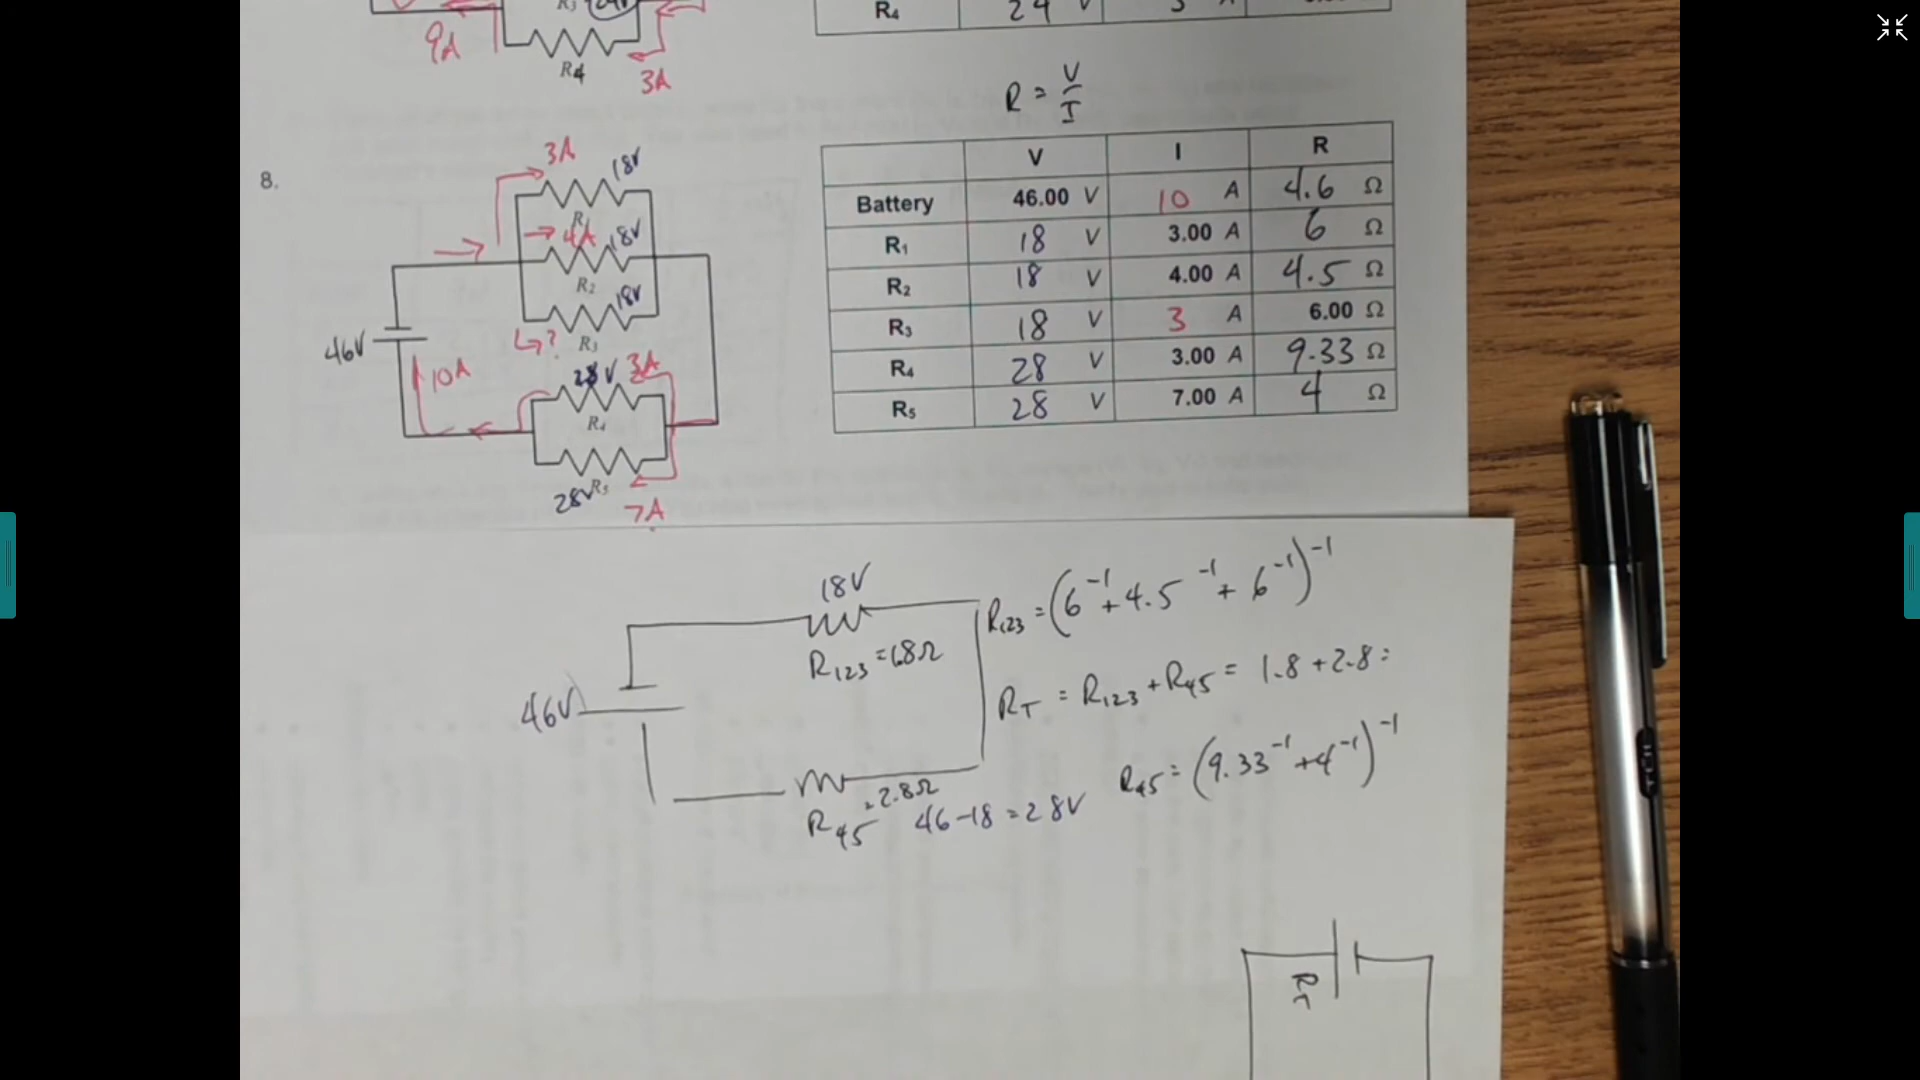 R4 24 V 3 A
9A
R4
3A
R = V/I
8.
3A
18V
R1
4A
18V
R2
18V
?
R3
46V
10A
28V
3A
R4
28V
R5
7A
V I R
Battery 46.00 V 10 A 4.6 Ω
R1 18 V 3.00 A 6 Ω
R2 18 V 4.00 A 4.5 Ω
R3 18 V 3 A 6.00 Ω
R4 28 V 3.00 A 9.33 Ω
R5 28 V 7.00 A 4 Ω
18V
R123 = 1.8Ω
46V
R45 = 2.8Ω
46-18 = 28V
R123 = (6^-1 + 4.5^-1 + 6^-1)^-1
RT = R123 + R45 = 1.8 + 2.8 =
R45 = (9.33^-1 + 4^-1)^-1